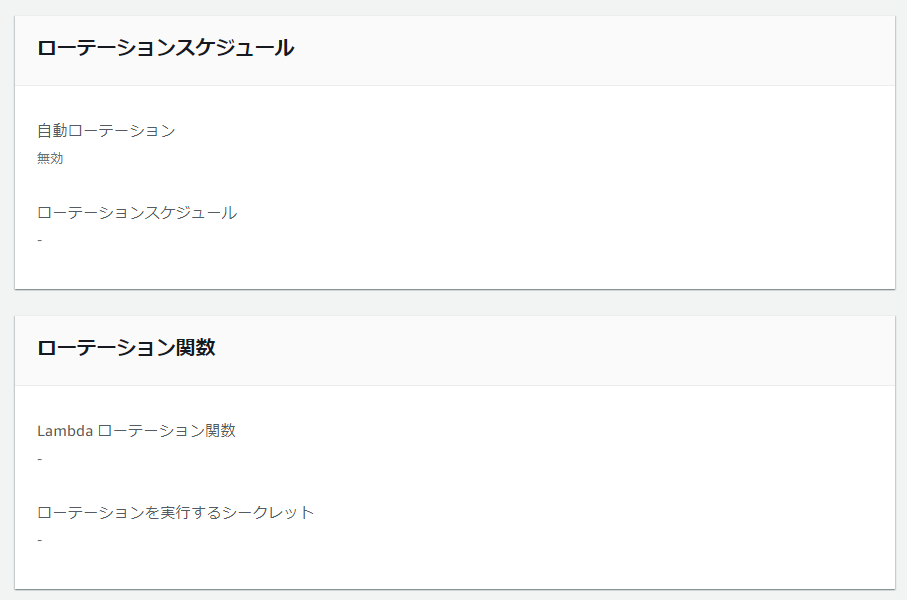 ローテーションスケジュール
自動ローテーション
無効
ローテーションスケジュール
-
ローテーション関数
Lambda ローテーション関数
-
ローテーションを実行するシークレット
-